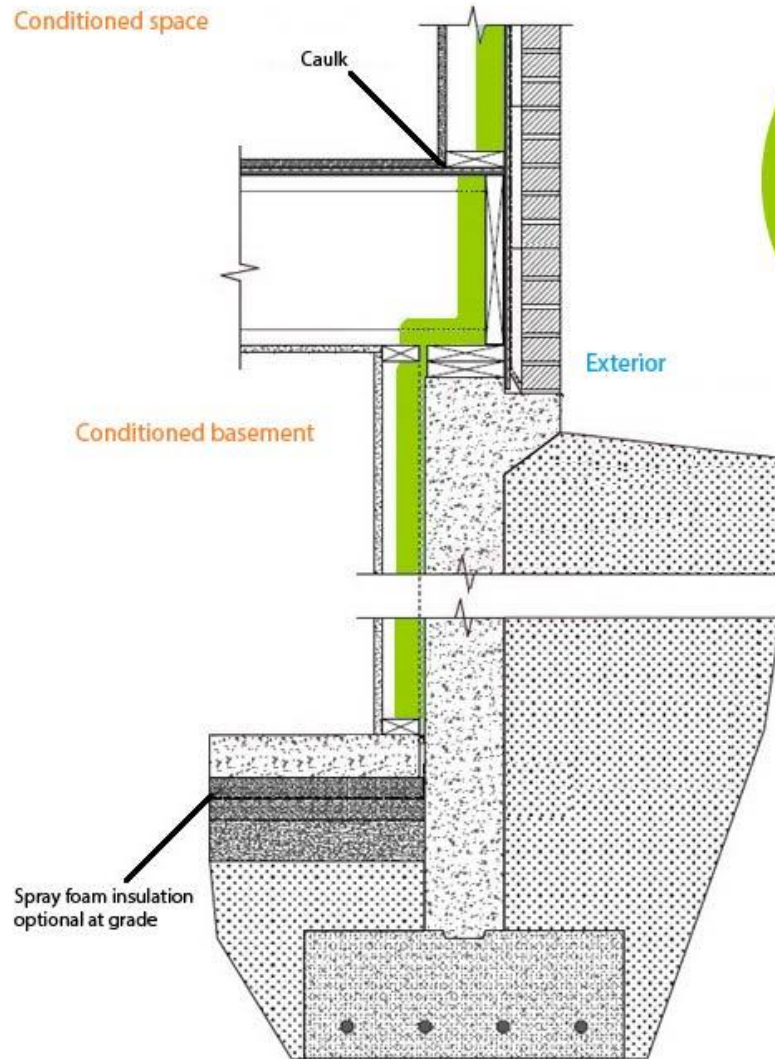 Conditioned space
Caulk
Exterior
Conditioned basement
Spray foam insulation
optional at grade